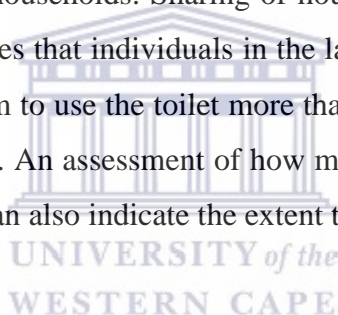 households. Sharing of hou
es that individuals in the la
m to use the toilet more tha
. An assessment of how m
an also indicate the extent t
UNIVERSITY of the
WESTERN CAPE